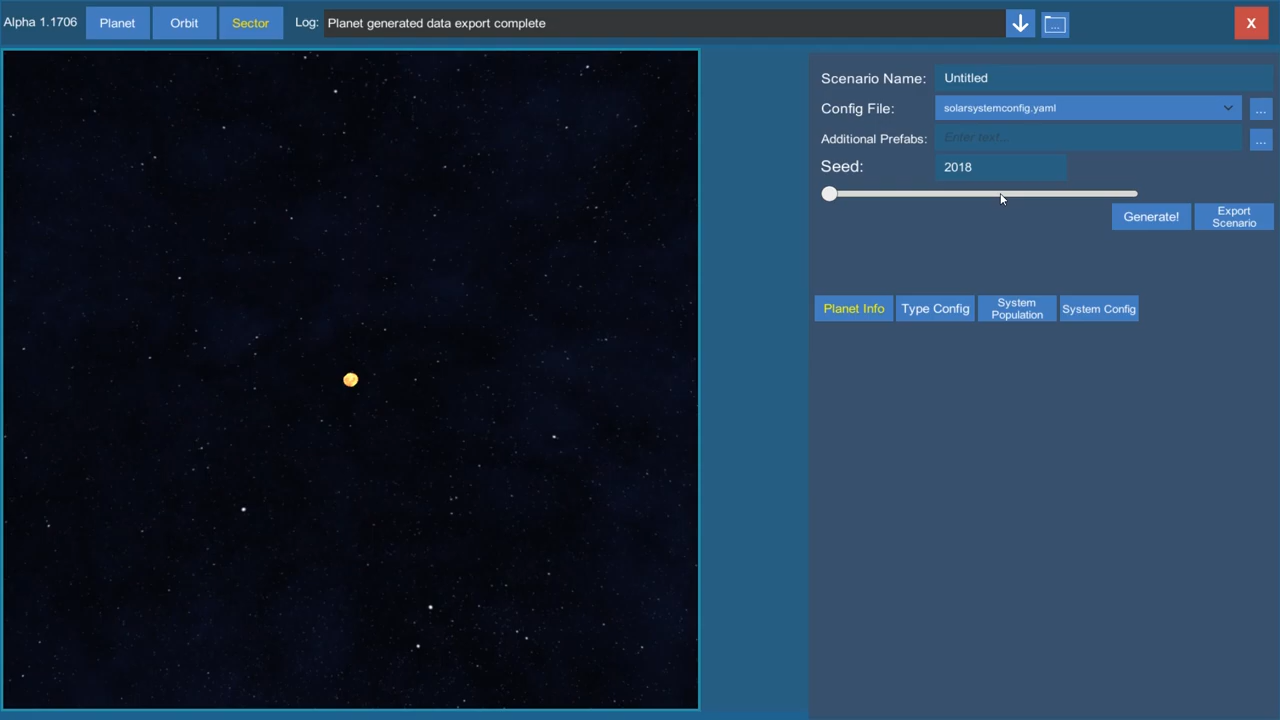 Alpha 1.1706 Planet Orbit Sector Log: Planet generated data export complete ... X
Scenario Name: Untitled
Config File: solarsystemconfig.yaml ...
Additional Prefabs: Enter text... ...
Seed: 2018
Generate! Export Scenario
Planet Info Type Config System Population System Config